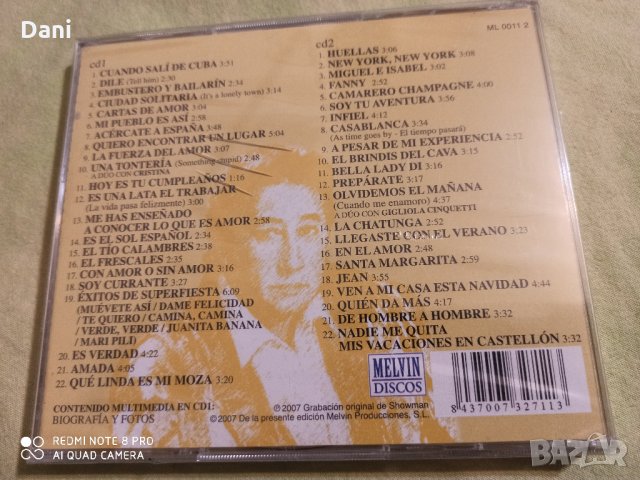 Dani
ML 0011 2
cd1
1. CUANDO SALÍ DE CUBA 3:51
2. DILE (Tell him) 2:30
3. EMBUSTERO Y BAILARÍN 2:34
4. CIUDAD SOLITARIA (It's a lonely town) 3:14
5. CARTAS DE AMOR 3:04
6. MI PUEBLO ES ASÍ 2:58
7. ACÉRCATE A ESPAÑA 3:48
8. QUIERO ENCONTRAR UN LUGAR 5:04
9. LA FUERZA DEL AMOR 3:07
10. UNA TONTERÍA (Something stupid) 2:48
A DÚO CON CRISTINA
11. HOY ES TU CUMPLEAÑOS 1:16
12. ES UNA LATA EL TRABAJAR
(La vida pasa felizmente) 3:00
13. ME HAS ENSEÑADO
A CONOCER LO QUE ES AMOR 2:58
14. ES EL SOL ESPAÑOL 2:34
15. EL TÍO CALAMBRES 2:38
16. EL FRESCALES 2:35
17. CON AMOR O SIN AMOR 3:16
18. SOY CURRANTE 3:27
19. ÉXITOS DE SUPERFIESTA 6:09
(MUÉVETE ASÍ / DAME FELICIDAD
/ TE QUIERO / CAMINA, CAMINA
/ VERDE, VERDE / JUANITA BANANA
/ MARI PILI)
20. ES VERDAD 4:22
21. AMADA 4:05
22. QUÉ LINDA ES MI MOZA 3:20
CONTENIDO MULTIMEDIA EN CD1:
BIOGRAFÍA Y FOTOS
cd2
1. HUELLAS 3:06
2. NEW YORK, NEW YORK 3:08
3. MIGUEL E ISABEL 3:02
4. FANNY 2:52
5. CAMARERO CHAMPAGNE 4:00
6. SOY TU AVENTURA 3:56
7. INFIEL 4:12
8. CASABLANCA 3:34
(As time goes by - El tiempo pasará)
9. A PESAR DE MI EXPERIENCIA 2:52
10. EL BRINDIS DEL CAVA 3:15
11. BELLA LADY DI 3:16
12. PREPÁRATE 3:17
13. OLVIDEMOS EL MAÑANA
(Cuando me enamoro) 4:37
A DÚO CON GIGLIOLA CINQUETTI
14. LA CHATUNGA 2:52
15. LLEGASTE CON EL VERANO 3:23
16. EN EL AMOR 2:48
17. SANTA MARGARITA 2:59
18. JEAN 3:55
19. VEN A MI CASA ESTA NAVIDAD 4:44
20. QUIÉN DA MÁS 4:17
21. DE HOMBRE A HOMBRE 3:32
22. NADIE ME QUITA
MIS VACACIONES EN CASTELLÓN 3:32
MELVIN
DISCOS
8 437007 327113
℗2007 Grabación original de Showman
©2007 De la presente edición Melvin Producciones, S.L.
REDMI NOTE 8 PRO
AI QUAD CAMERA
BAZAR